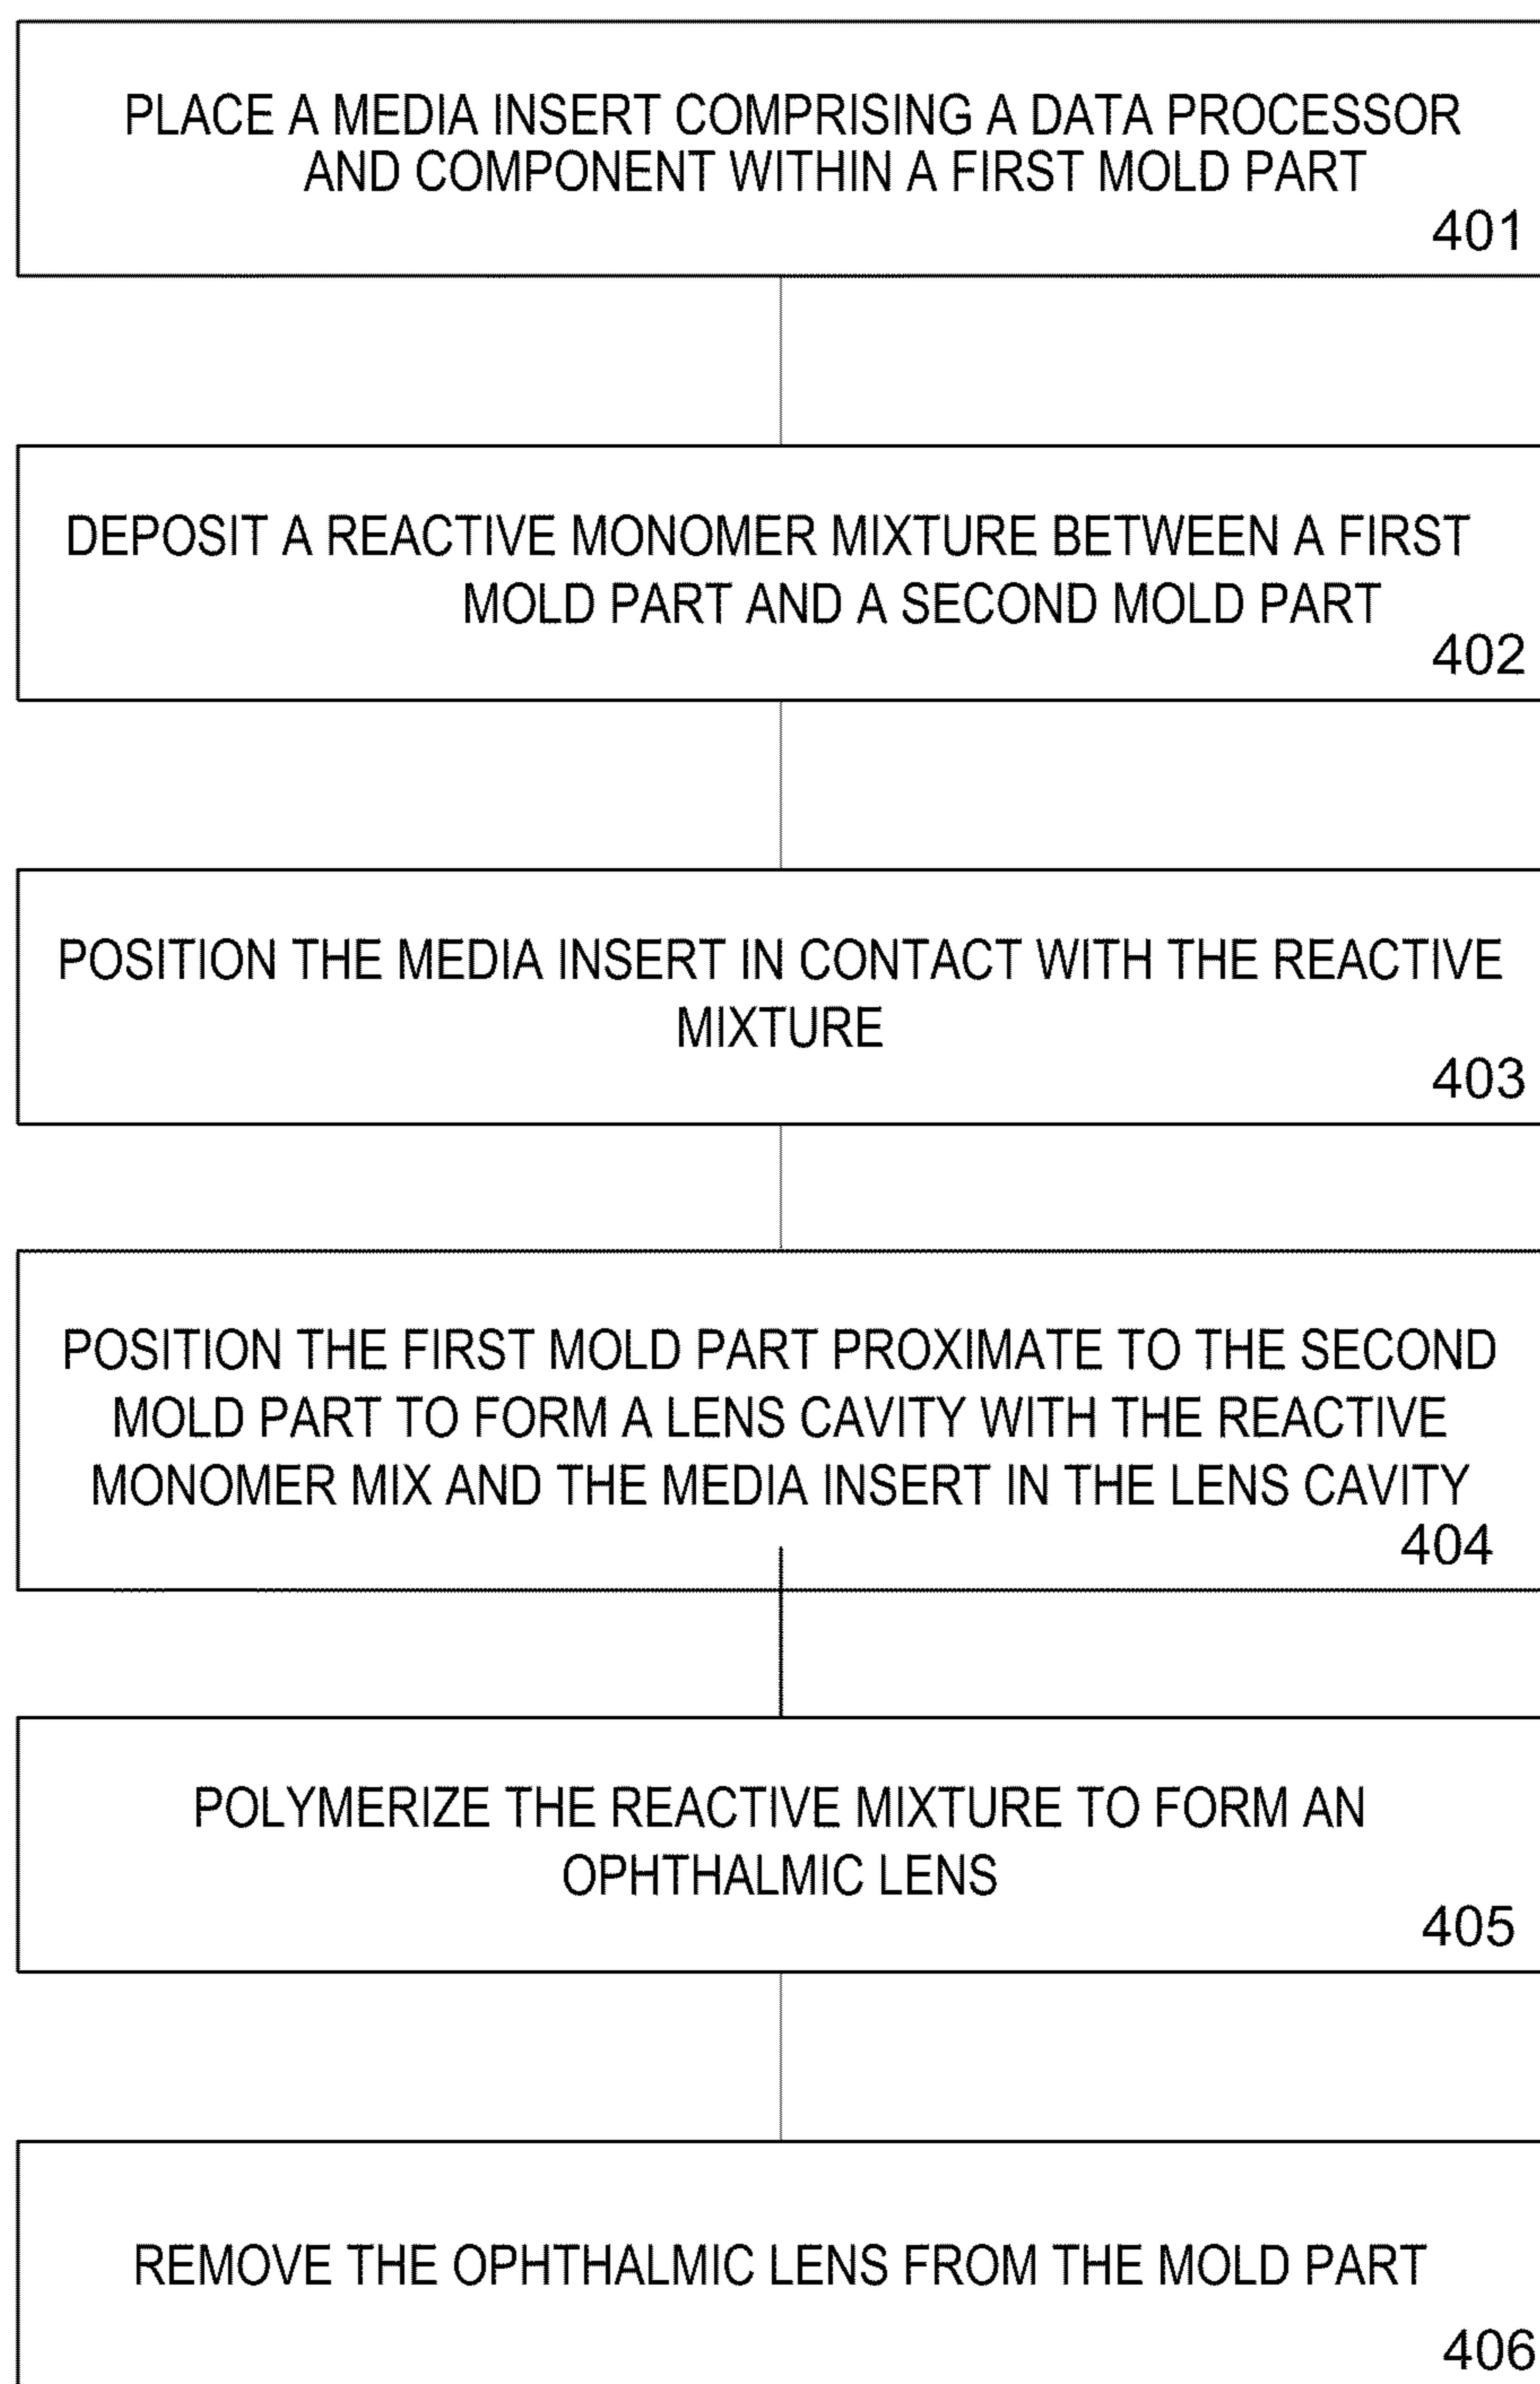 PLACE A MEDIA INSERT COMPRISING A DATA PROCESSOR
AND COMPONENT WITHIN A FIRST MOLD PART
401
DEPOSIT A REACTIVE MONOMER MIXTURE BETWEEN A FIRST
MOLD PART AND A SECOND MOLD PART
402
POSITION THE MEDIA INSERT IN CONTACT WITH THE REACTIVE
MIXTURE
403
POSITION THE FIRST MOLD PART PROXIMATE TO THE SECOND
MOLD PART TO FORM A LENS CAVITY WITH THE REACTIVE
MONOMER MIX AND THE MEDIA INSERT IN THE LENS CAVITY
404
POLYMERIZE THE REACTIVE MIXTURE TO FORM AN
OPHTHALMIC LENS
405
REMOVE THE OPHTHALMIC LENS FROM THE MOLD PART
406